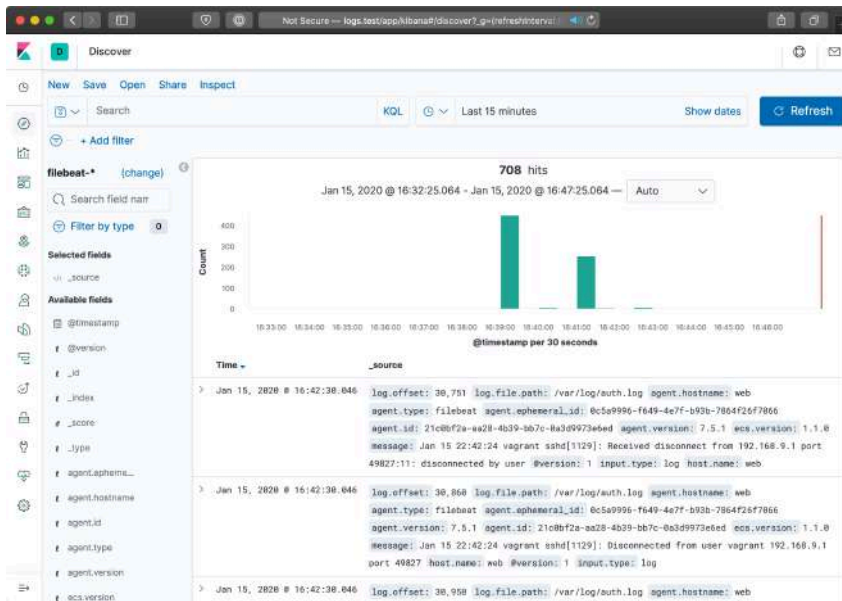 Not Secure — logs.test/app/kibana#/discover?_g=(refreshInterval
D Discover
New Save Open Share Inspect
Search KQL Last 15 minutes Show dates Refresh
+ Add filter
filebeat-* (change)
Search field nam
Filter by type 0
Selected fields
_source
Available fields
@timestamp
@version
t _id
t _index
# _score
t _type
t agent.epheme...
t agent.hostname
t agent.id
t agent.type
t agent.version
t ecs.version
708 hits
Jan 15, 2020 @ 16:32:25.064 - Jan 15, 2020 @ 16:47:25.064 — Auto
Count
400
300
200
100
0
16:33:00 16:34:00 16:35:00 16:36:00 16:37:00 16:38:00 16:39:00 16:40:00 16:41:00 16:42:00 16:43:00 16:44:00 16:45:00 16:46:00
@timestamp per 30 seconds
Time _source
Jan 15, 2020 @ 16:42:30.046 log.offset: 30,751 log.file.path: /var/log/auth.log agent.hostname: web
agent.type: filebeat agent.ephemeral_id: 0c5a9996-f649-4e7f-b93b-7864f26f7066
agent.id: 21c0bf2a-aa28-4b39-bb7c-0a3d9973e6ed agent.version: 7.5.1 ecs.version: 1.1.0
message: Jan 15 22:42:24 vagrant sshd[1129]: Received disconnect from 192.168.9.1 port
49827:11: disconnected by user @version: 1 input.type: log host.name: web
Jan 15, 2020 @ 16:42:30.046 log.offset: 30,860 log.file.path: /var/log/auth.log agent.hostname: web
agent.type: filebeat agent.ephemeral_id: 0c5a9996-f649-4e7f-b93b-7864f26f7066
agent.version: 7.5.1 agent.id: 21c0bf2a-aa28-4b39-bb7c-0a3d9973e6ed ecs.version: 1.1.0
message: Jan 15 22:42:24 vagrant sshd[1129]: Disconnected from user vagrant 192.168.9.1
port 49827 host.name: web @version: 1 input.type: log
Jan 15, 2020 @ 16:42:30.046 log.offset: 30,950 log.file.path: /var/log/auth.log agent.hostname: web